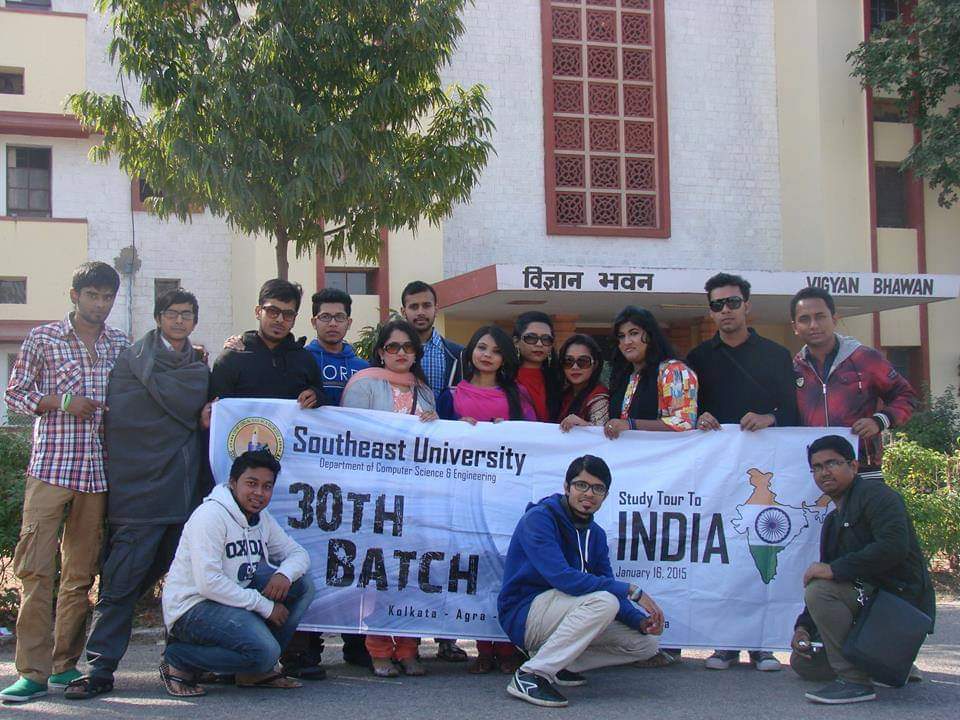 विज्ञान भवन
VIGYAN BHAWAN
Southeast University
Department of Computer Science & Engineering
30TH
BATCH
Kolkata - Agra -
Study Tour To
INDIA
January 16, 2015